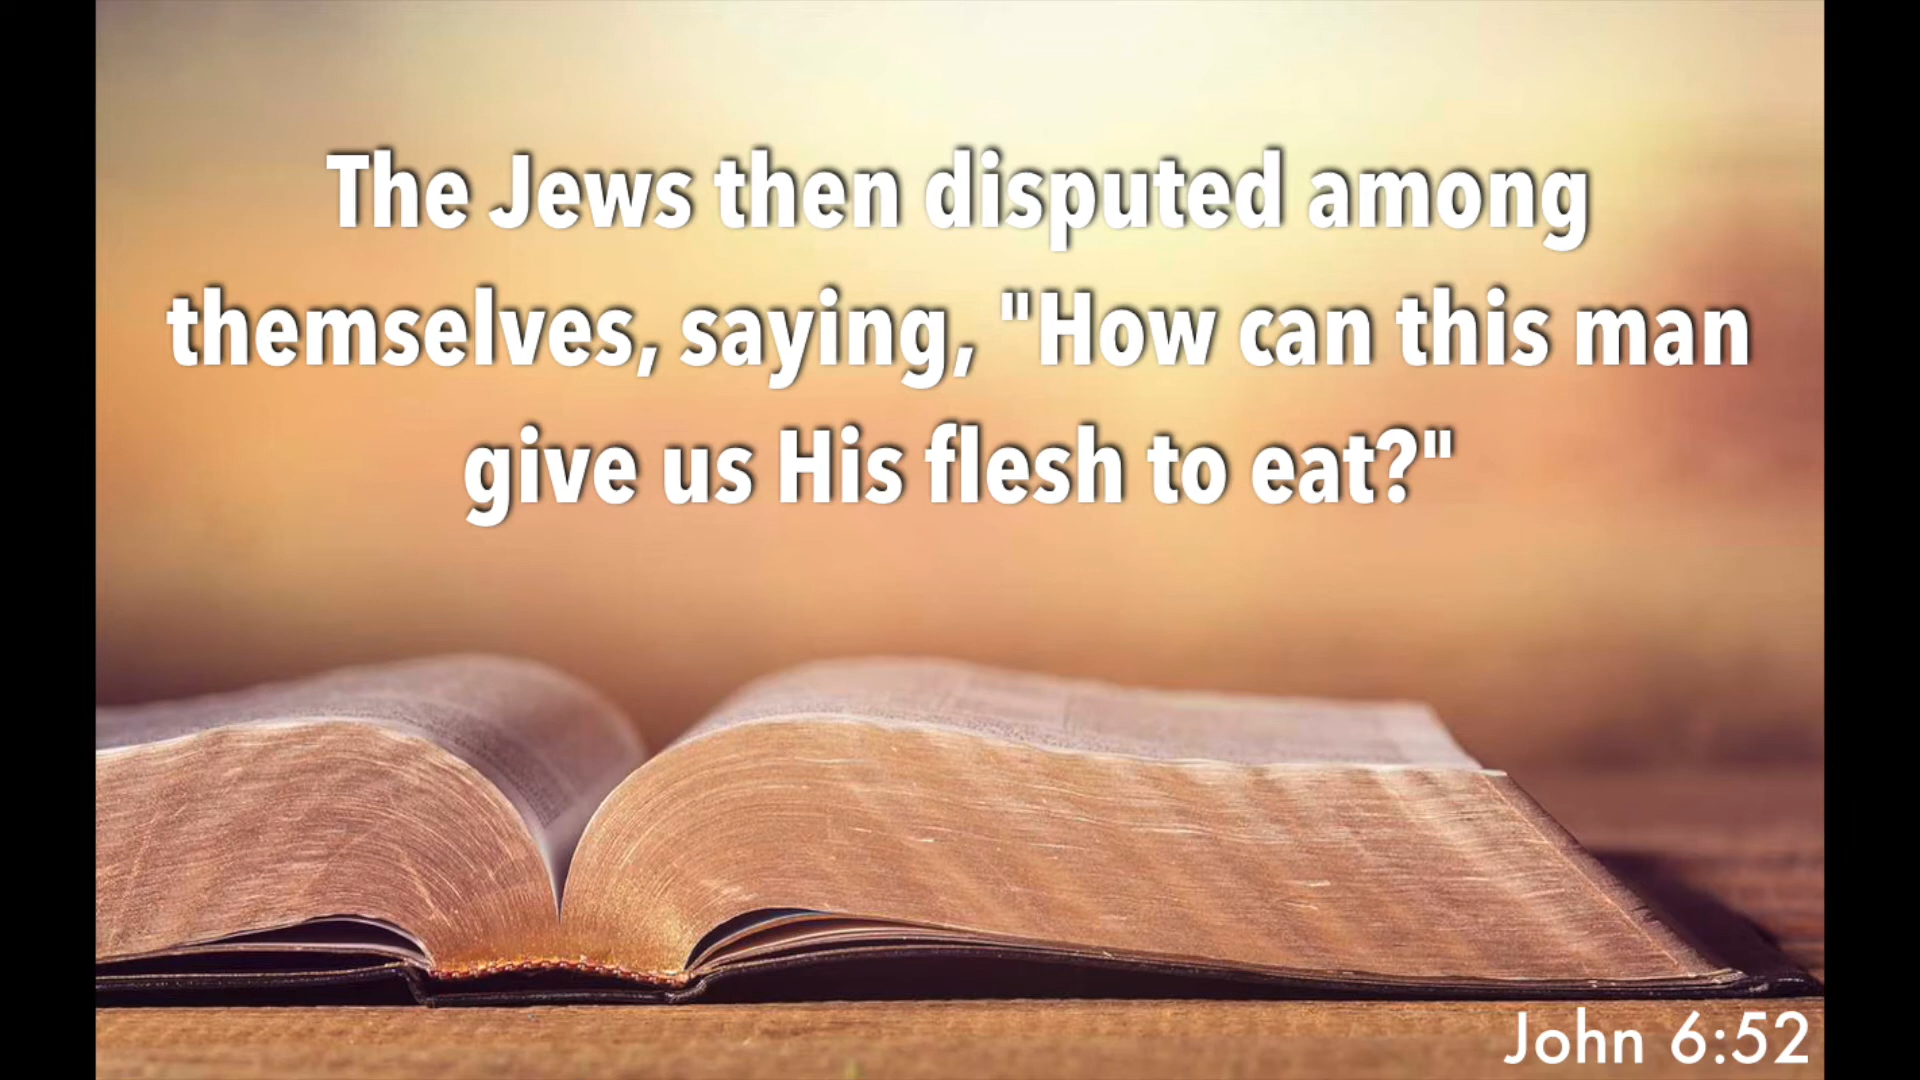 The Jews then disputed among
themselves, saying, "How can this man
give us His flesh to eat?"
John 6:52